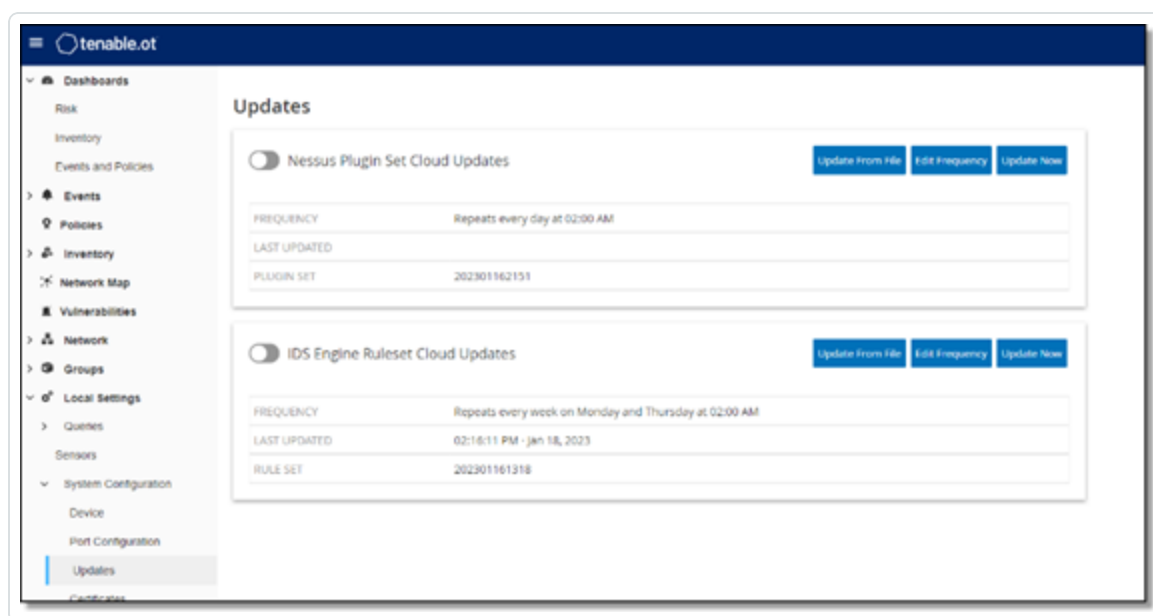 tenable.ot
Dashboards
Risk
Inventory
Events and Policies
Events
Policies
Inventory
Network Map
Vulnerabilities
Network
Groups
Local Settings
Queries
Sensors
System Configuration
Device
Port Configuration
Updates
Certificates
Updates
Nessus Plugin Set Cloud Updates
Update From File Edit Frequency Update Now
FREQUENCY Repeats every day at 02:00 AM
LAST UPDATED
PLUGIN SET 202301162151
IDS Engine Ruleset Cloud Updates
Update From File Edit Frequency Update Now
FREQUENCY Repeats every week on Monday and Thursday at 02:00 AM
LAST UPDATED 02:16:11 PM · Jan 18, 2023
RULE SET 202301161318